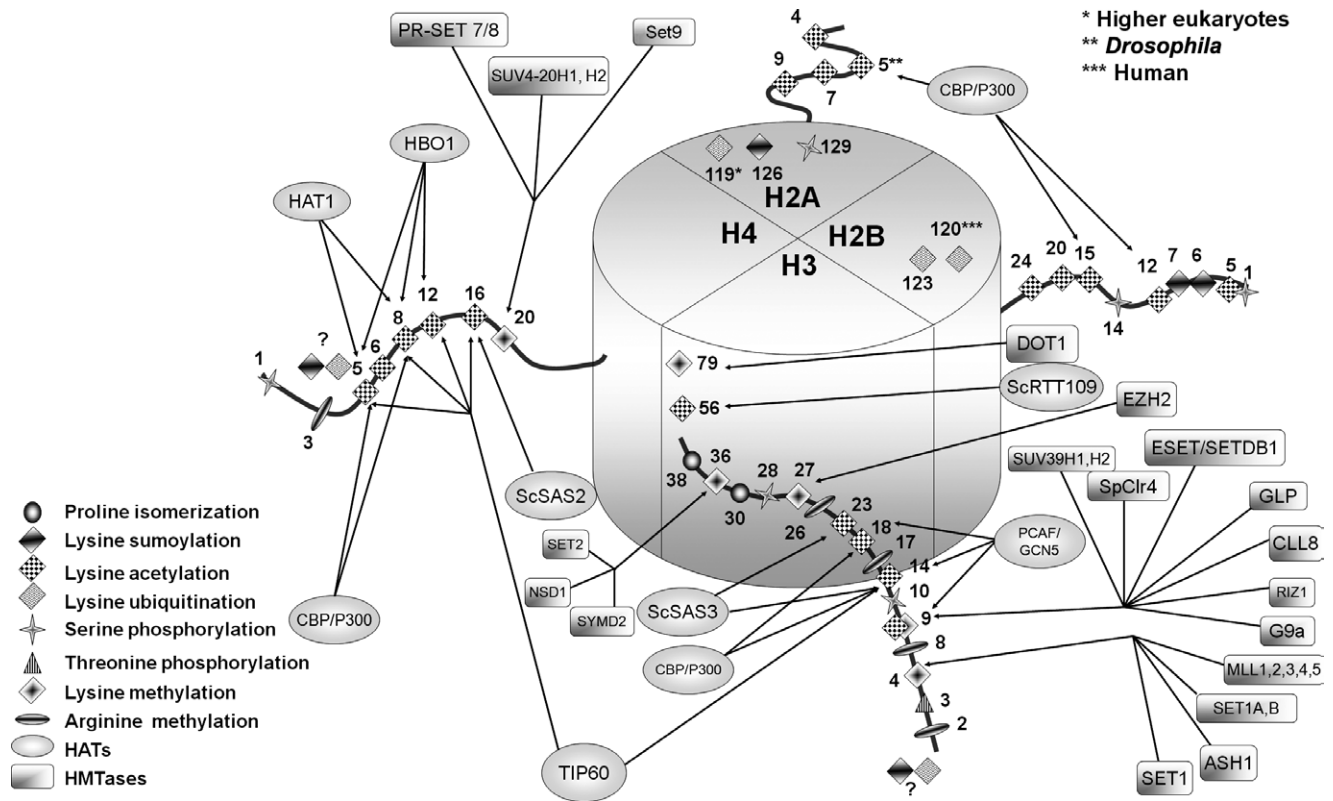 PR-SET 7/8
Set9
SUV4-20H1, H2
4
9
5**
7
CBP/P300
* Higher eukaryotes
** Drosophila
*** Human
HBO1
HAT1
119*
126
129
H2A
H4
H2B
H3
120***
123
24
20
15
14
12
7
6
5
1
1
?
3
5
6
8
12
16
20
79
DOT1
56
ScRTT109
EZH2
38
36
30
28
27
26
23
18
17
14
10
9
8
4
3
2
?
SUV39H1,H2
ESET/SETDB1
SpClr4
GLP
CLL8
RIZ1
G9a
MLL1,2,3,4,5
SET1A,B
ASH1
SET1
PCAF/
GCN5
ScSAS2
SET2
NSD1
SYMD2
ScSAS3
CBP/P300
CBP/P300
TIP60
Proline isomerization
Lysine sumoylation
Lysine acetylation
Lysine ubiquitination
Serine phosphorylation
Threonine phosphorylation
Lysine methylation
Arginine methylation
HATs
HMTases